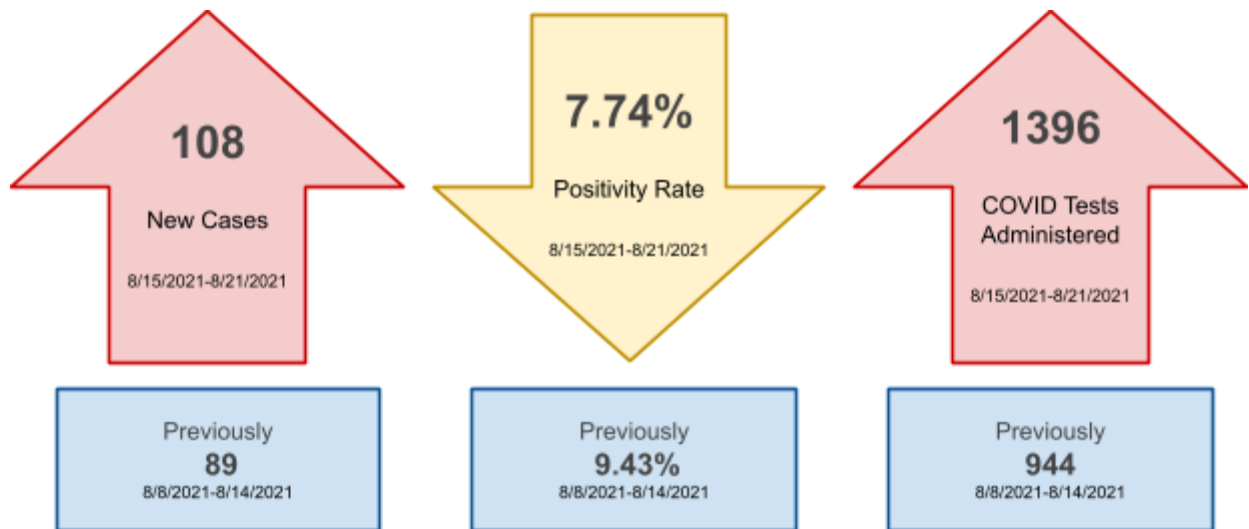 108
New Cases
8/15/2021-8/21/2021
7.74%
Positivity Rate
8/15/2021-8/21/2021
1396
COVID Tests
Administered
8/15/2021-8/21/2021
Previously
89
8/8/2021-8/14/2021
Previously
9.43%
8/8/2021-8/14/2021
Previously
944
8/8/2021-8/14/2021